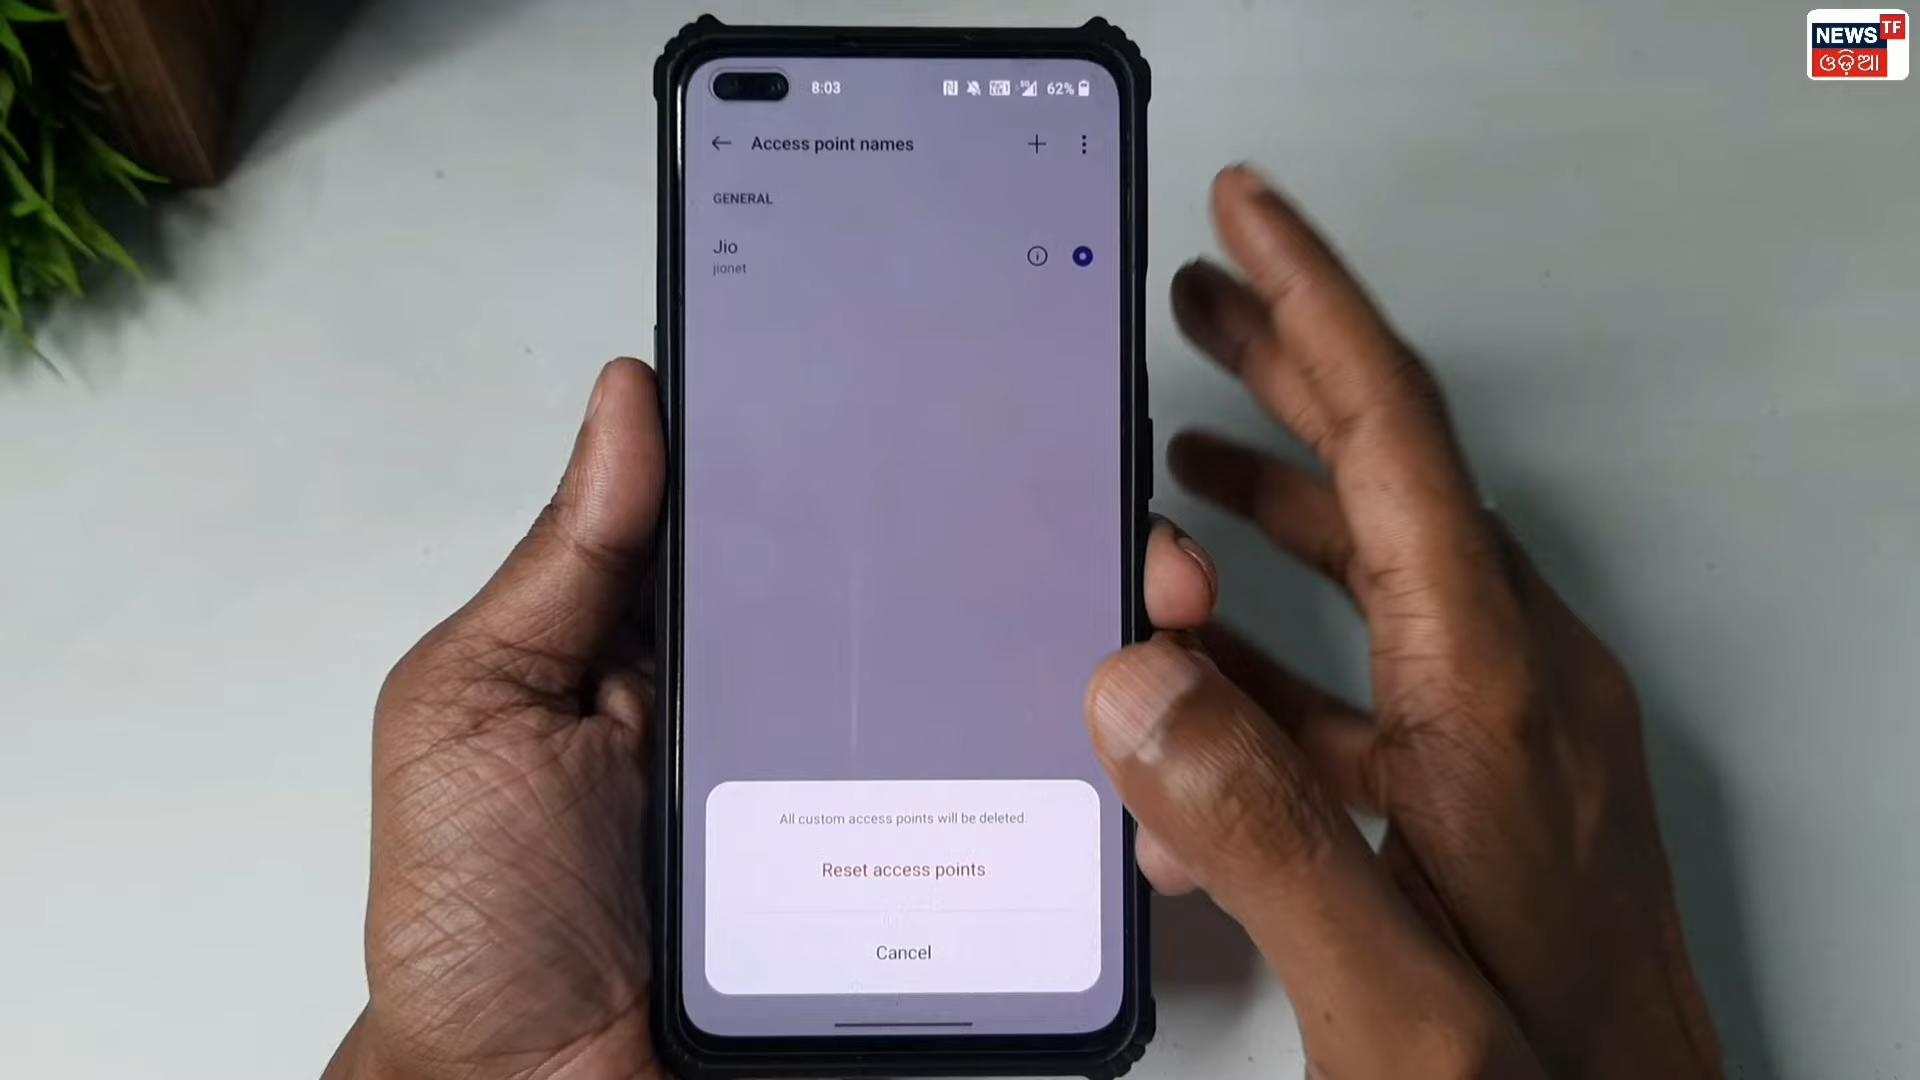 NEWS TF
ଓଡ଼ିଆ
8:03
62%
Access point names
GENERAL
Jio
jionet
All custom access points will be deleted.
Reset access points
Cancel